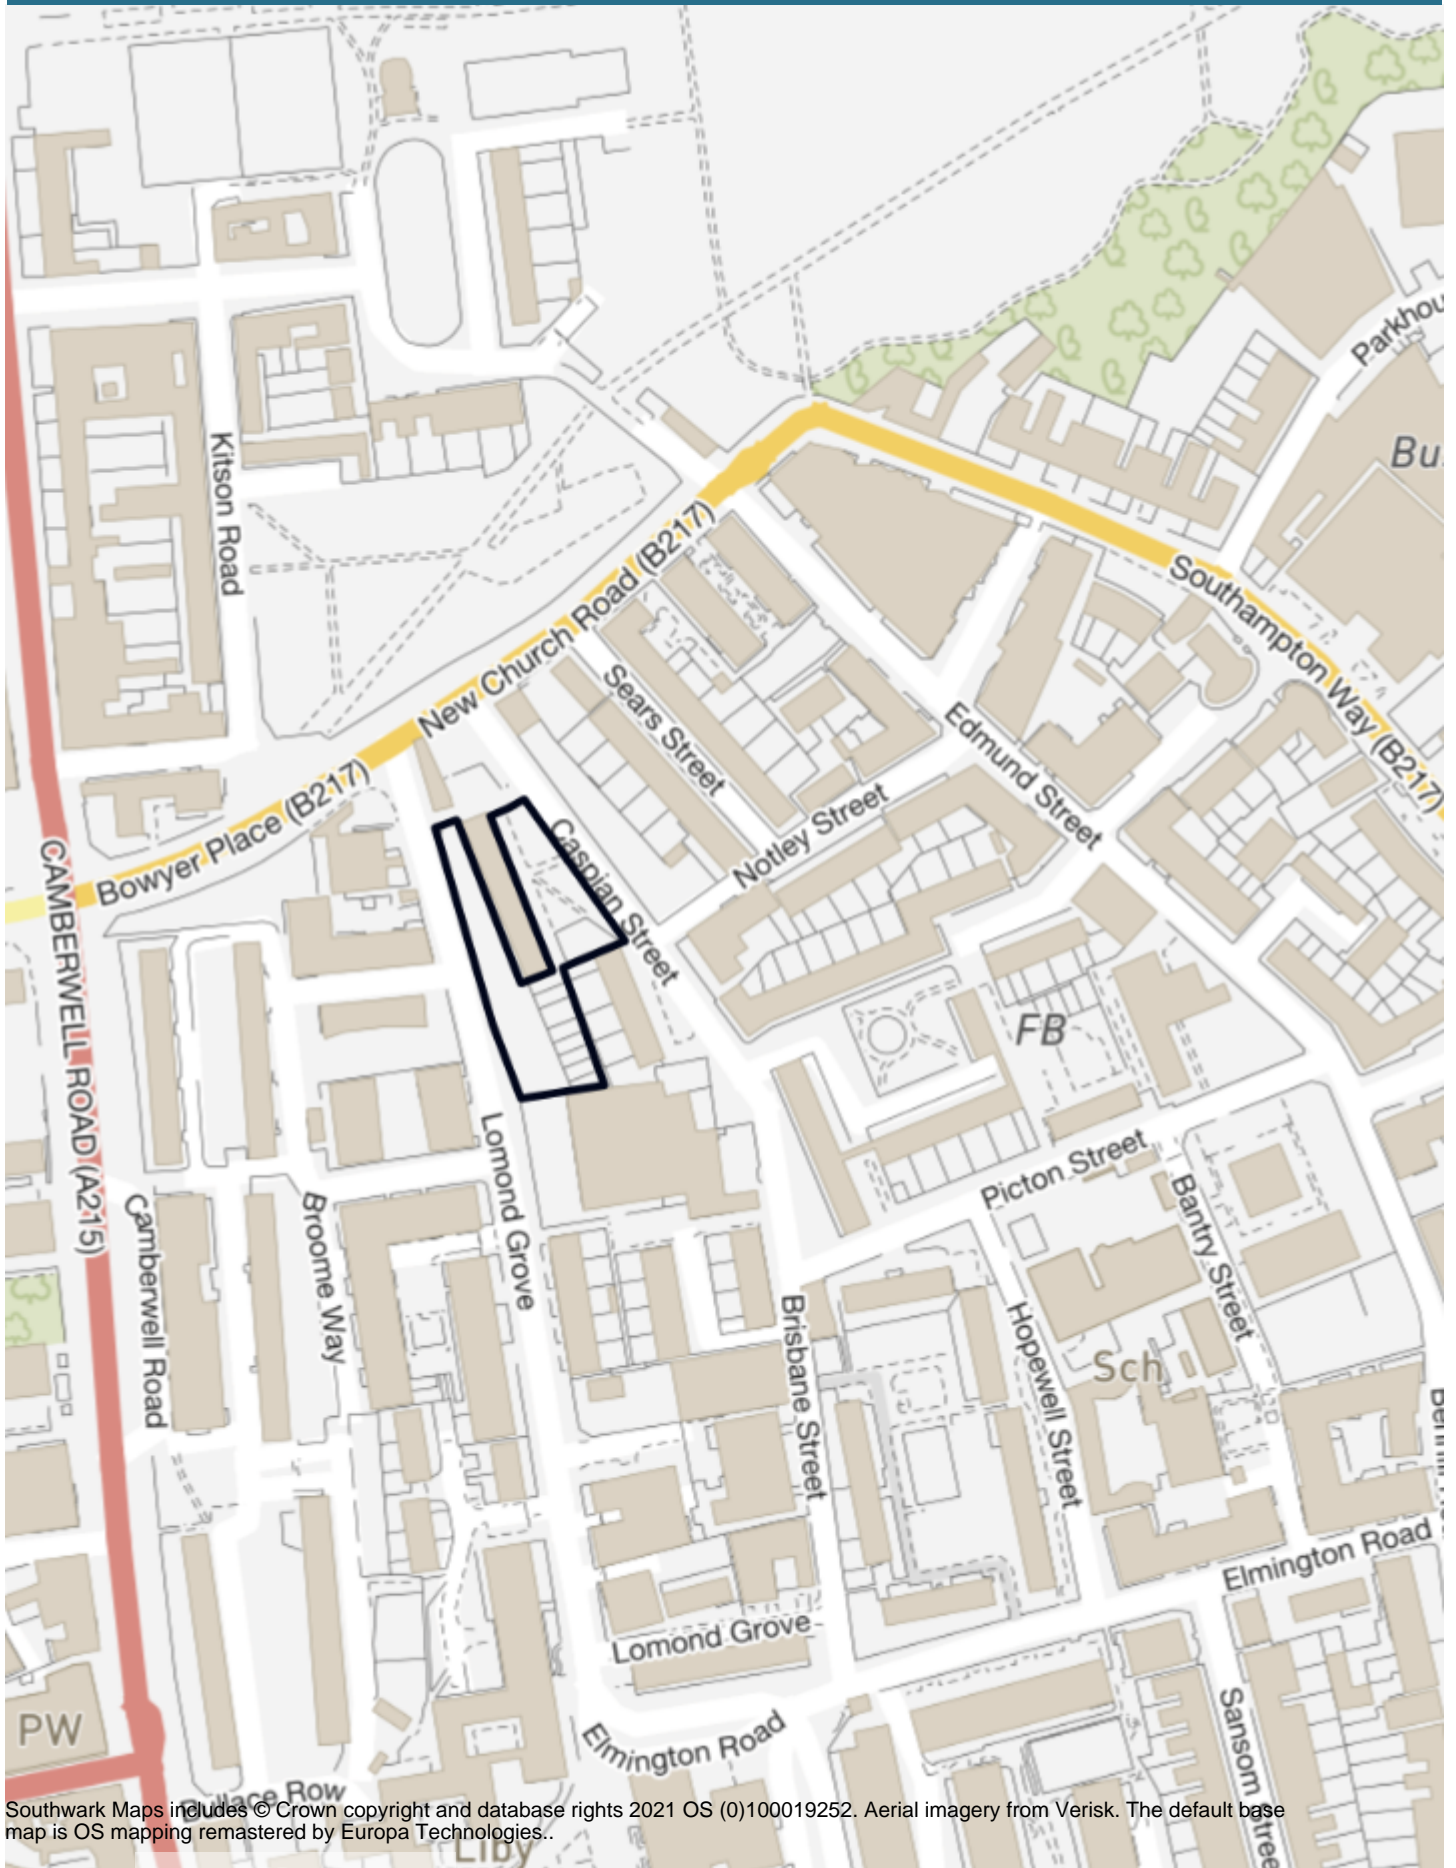 Parkhou
Bu
Kitson Road
New Church Road (B217)
Southampton Way (B217)
Sears Street
Edmund Street
Bowyer Place (B217)
Notley Street
Caspian Street
CAMBERWELL ROAD (A215)
FB
Lomond Grove
Picton Street
Bantry Street
Camberwell Road
Broome Way
Brisbane Street
Hopewell Street
Sch
Elmington Road
Lomond Grove
PW
Elmington Road
Sansom Stree
Southwark Maps includes © Crown copyright and database rights 2021 OS (0)100019252. Aerial imagery from Verisk. The default base
map is OS mapping remastered by Europa Technologies..